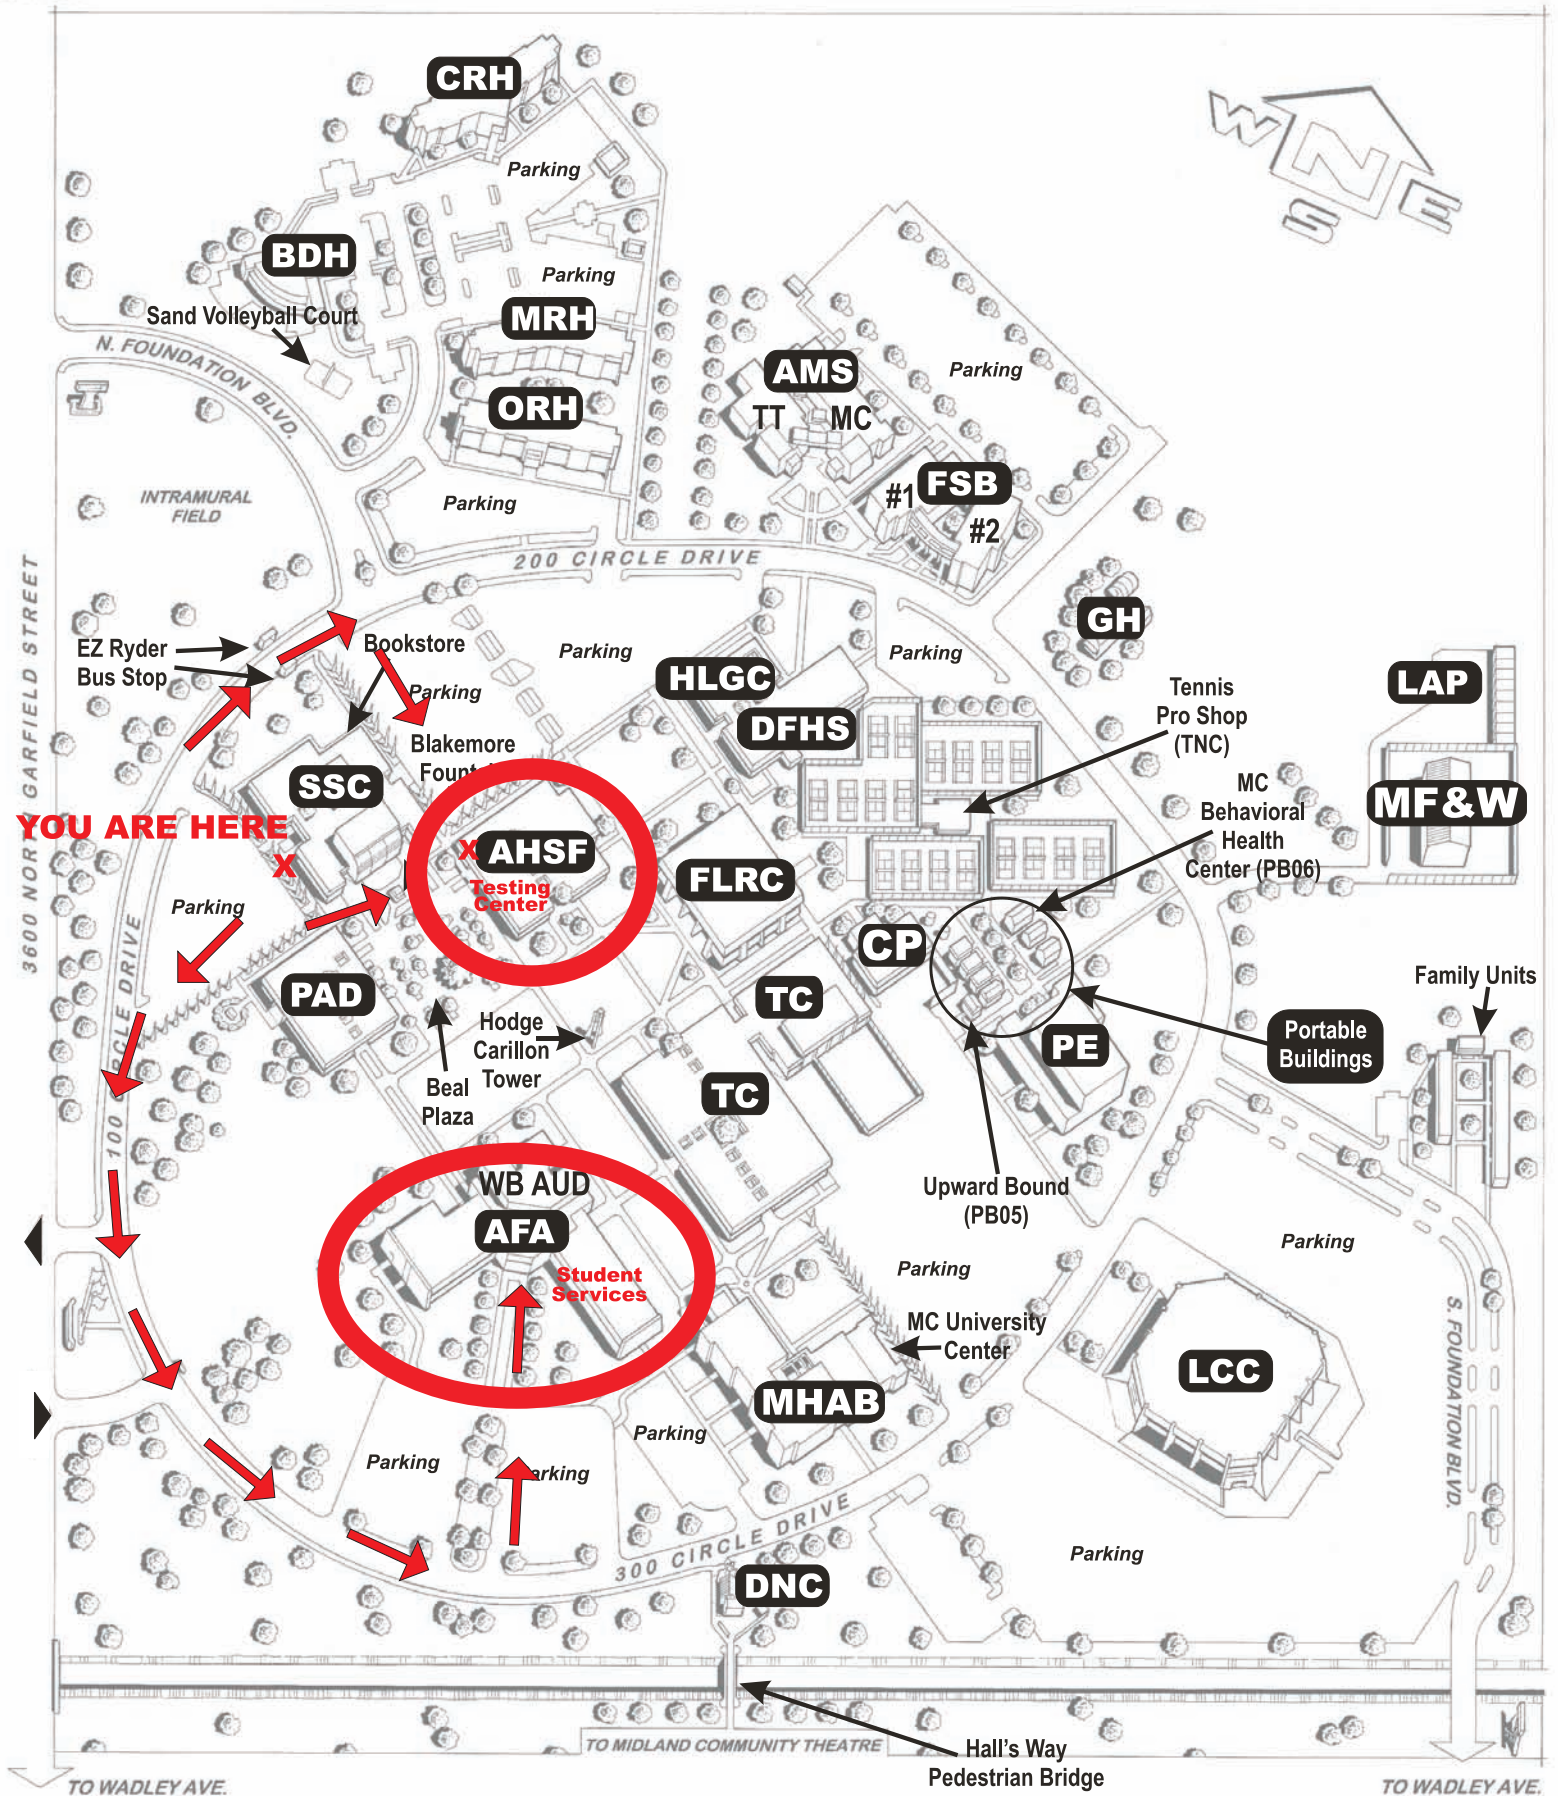 CRH
Parking
W
N
E
S
BDH
Parking
Sand Volleyball Court
MRH
N. FOUNDATION BLVD.
AMS
Parking
TT
MC
ORH
INTRAMURAL
FIELD
Parking
FSB
#1
#2
200 CIRCLE DRIVE
3600 NORTH GARFIELD STREET
GH
EZ Ryder
Bus Stop
Bookstore
Parking
Parking
Parking
HLGC
LAP
Tennis
Pro Shop
(TNC)
DFHS
Blakemore
SSC
MC
Behavioral
Health
Center (PB06)
MF&W
YOU ARE HERE
X
X
AHSF
Testing
Center
FLRC
Parking
CP
PAD
TC
Family Units
Hodge
Carillon
Tower
Portable
Buildings
PE
Beal
Plaza
TC
100 CIRCLE DRIVE
WB AUD
AFA
Student
Services
Upward Bound
(PB05)
Parking
Parking
MC University
Center
LCC
MHAB
Parking
Parking
arking
S. FOUNDATION BLVD.
300 CIRCLE DRIVE
Parking
DNC
TO MIDLAND COMMUNITY THEATRE
Hall's Way
Pedestrian Bridge
TO WADLEY AVE.
TO WADLEY AVE.